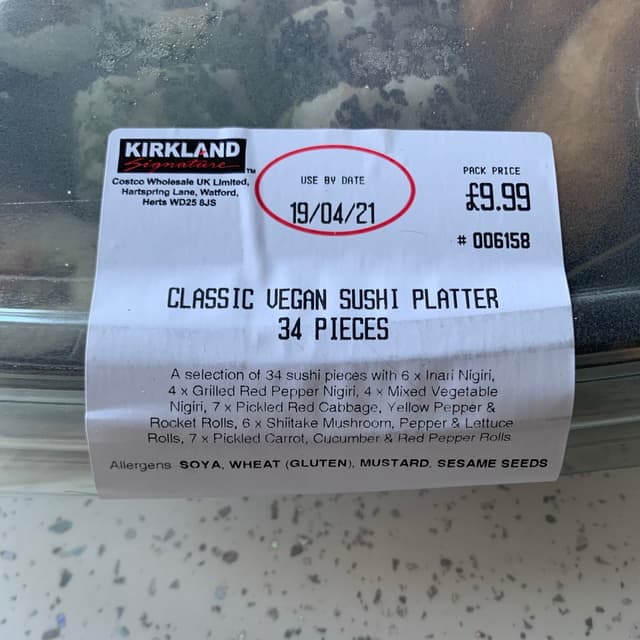 KIRKLAND
Signature™
Costco Wholesale UK Limited,
Hartspring Lane, Watford,
Herts WD25 8JS
USE BY DATE
19/04/21
PACK PRICE
£9.99
# 006158
CLASSIC VEGAN SUSHI PLATTER
34 PIECES
A selection of 34 sushi pieces with 6 x Inari Nigiri,
4 x Grilled Red Pepper Nigiri, 4 x Mixed Vegetable
Nigiri, 7 x Pickled Red Cabbage, Yellow Pepper &
Rocket Rolls, 6 x Shiitake Mushroom, Pepper & Lettuce
Rolls, 7 x Pickled Carrot, Cucumber & Red Pepper Rolls
Allergens SOYA, WHEAT (GLUTEN), MUSTARD, SESAME SEEDS